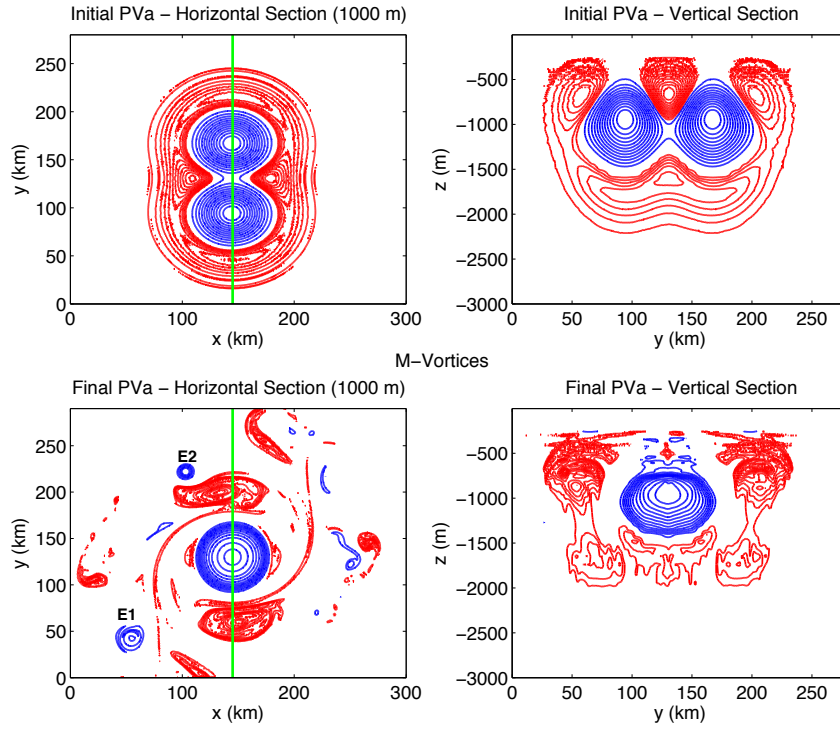 Initial PVa – Horizontal Section (1000 m)
Initial PVa – Vertical Section
250
200
150
100
50
0
y (km)
0 100 200 300
x (km)
−500
−1000
−1500
−2000
−2500
−3000
z (m)
50 100 150 200 250
y (km)
M−Vortices
Final PVa – Horizontal Section (1000 m)
Final PVa – Vertical Section
250
200
150
100
50
0
y (km)
E2
E1
0 100 200 300
x (km)
−500
−1000
−1500
−2000
−2500
−3000
z (m)
0 50 100 150 200 250
y (km)